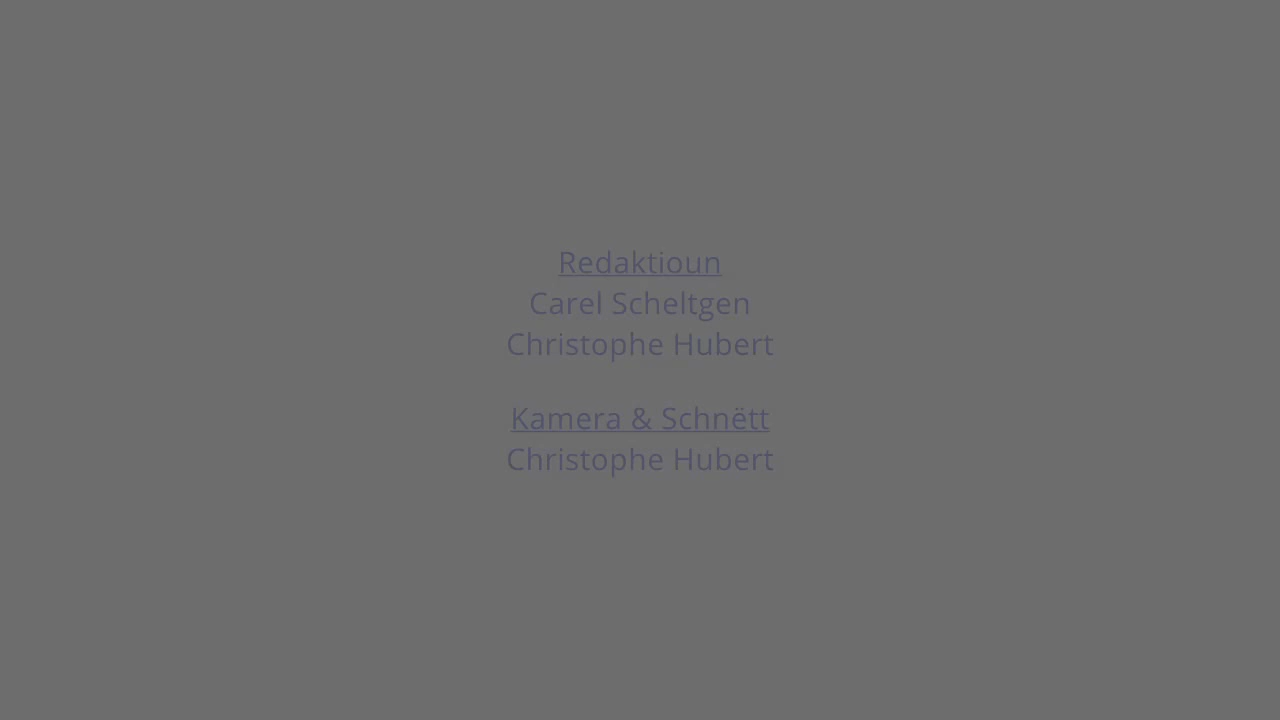 Redaktioun
Carel Scheltgen
Christophe Hubert
Kamera & Schnëtt
Christophe Hubert